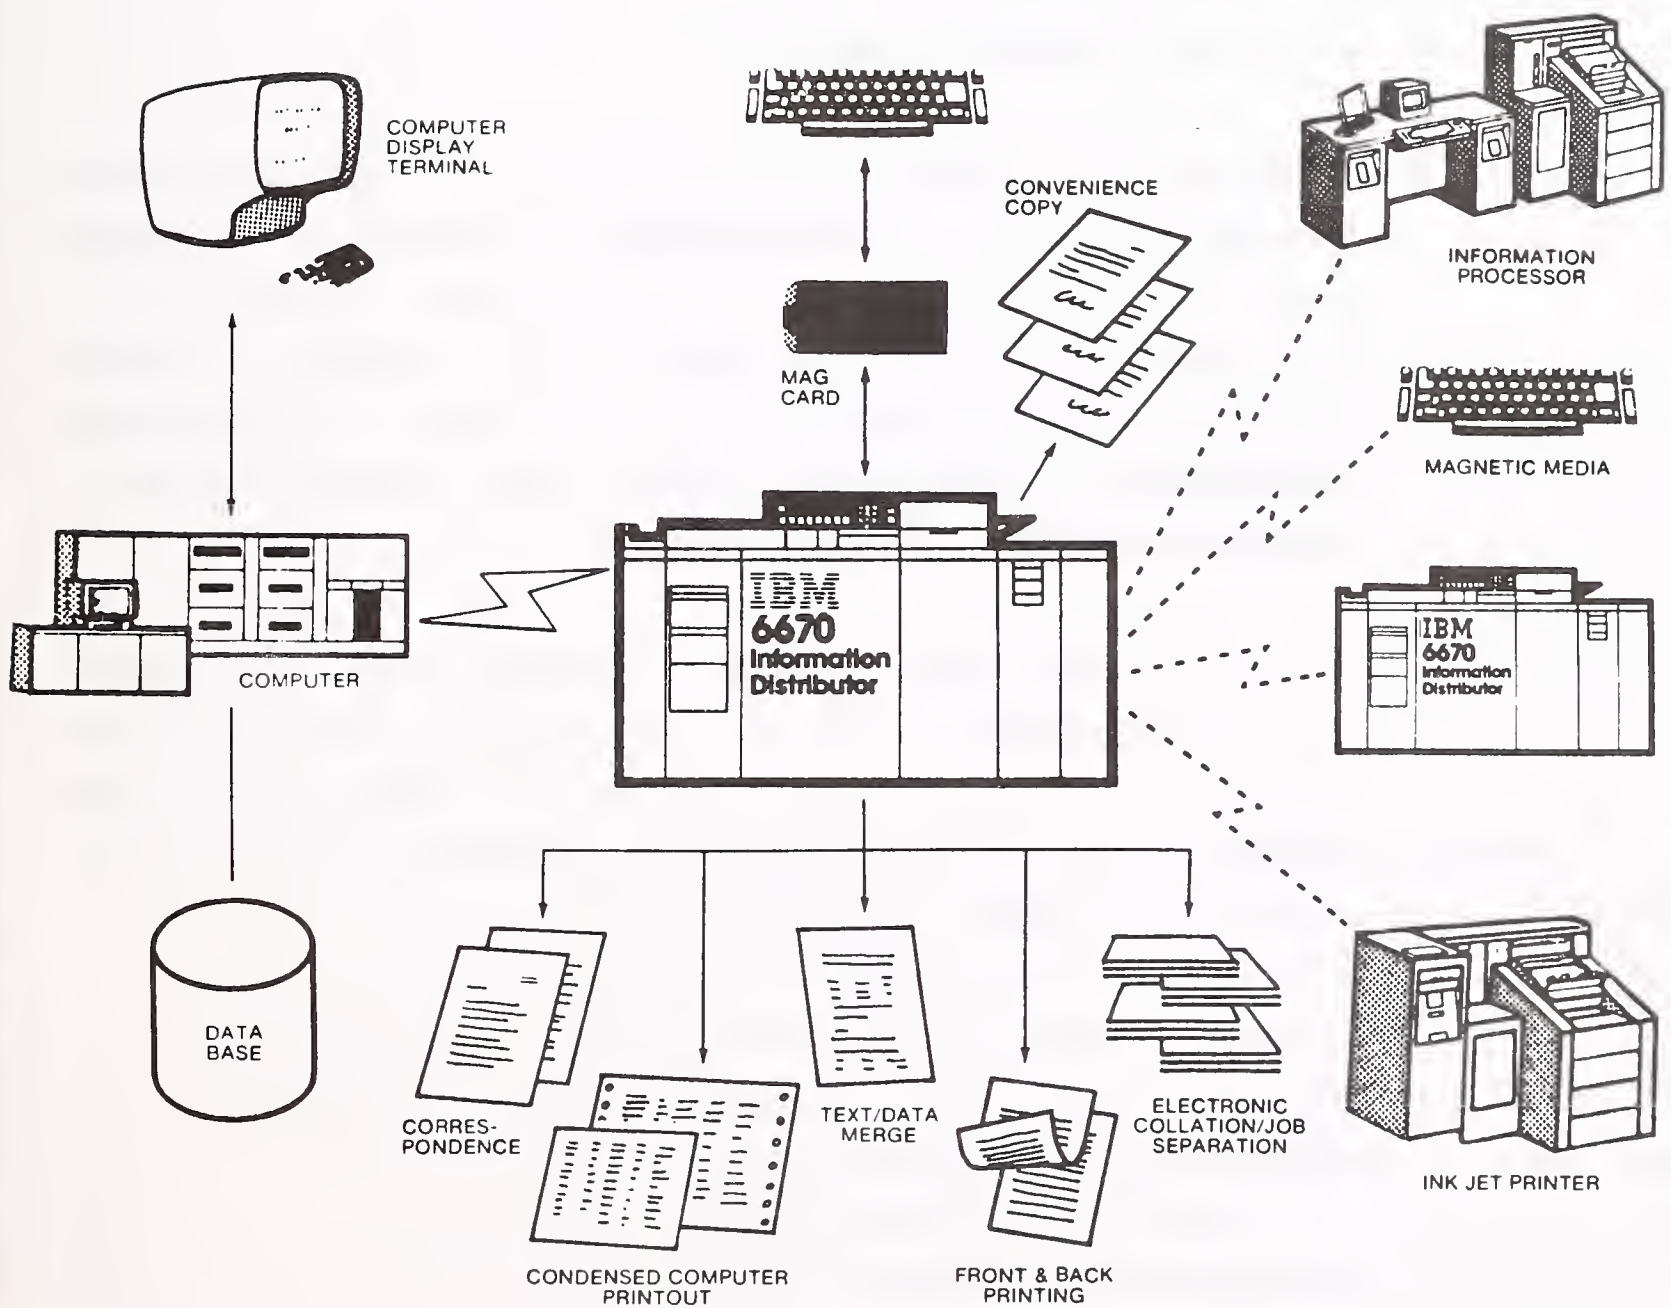 COMPUTER
DISPLAY
TERMINAL
CONVENIENCE
COPY
INFORMATION
PROCESSOR
MAG
CARD
MAGNETIC MEDIA
IBM
6670
Information
Distributor
COMPUTER
IBM
6670
Information
Distributor
DATA
BASE
CORRES-
PONDENCE
TEXT/DATA
MERGE
ELECTRONIC
COLLATION/JOB
SEPARATION
INK JET PRINTER
CONDENSED COMPUTER
PRINTOUT
FRONT & BACK
PRINTING